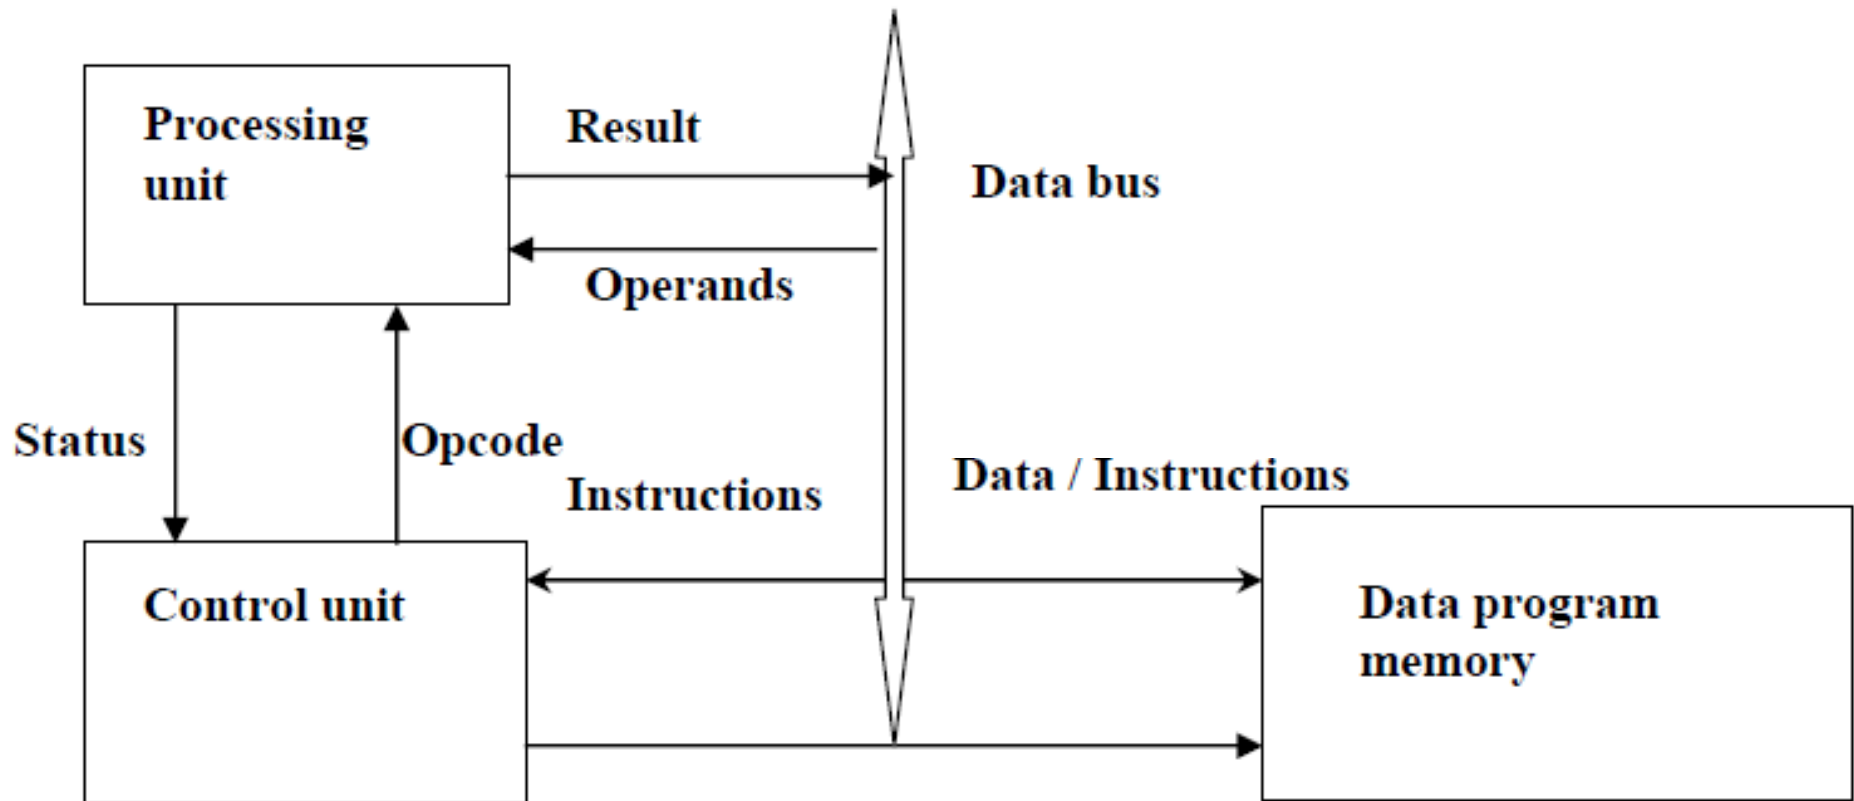 Processing
unit
Result
Data bus
Operands
Status
Opcode
Instructions
Data / Instructions
Control unit
Data program
memory